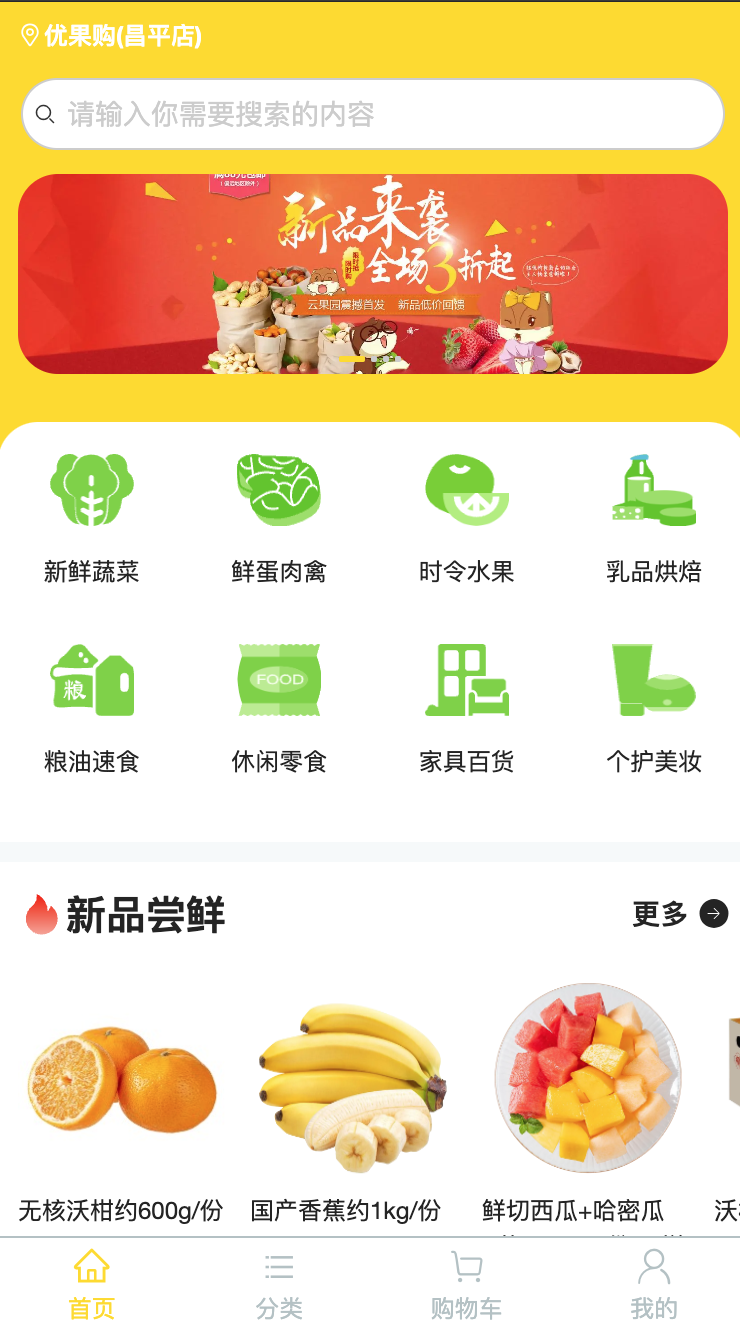 优果购(昌平店)
请输入你需要搜索的内容
新品来袭
全场3折起
云果园震撼首发 新品低价回馈
新鲜蔬菜 鲜蛋肉禽 时令水果 乳品烘焙
粮
FOOD
粮油速食 休闲零食 家具百货 个护美妆
新品尝鲜 更多
无核沃柑约600g/份 国产香蕉约1kg/份 鲜切西瓜+哈密瓜 沃
首页 分类 购物车 我的